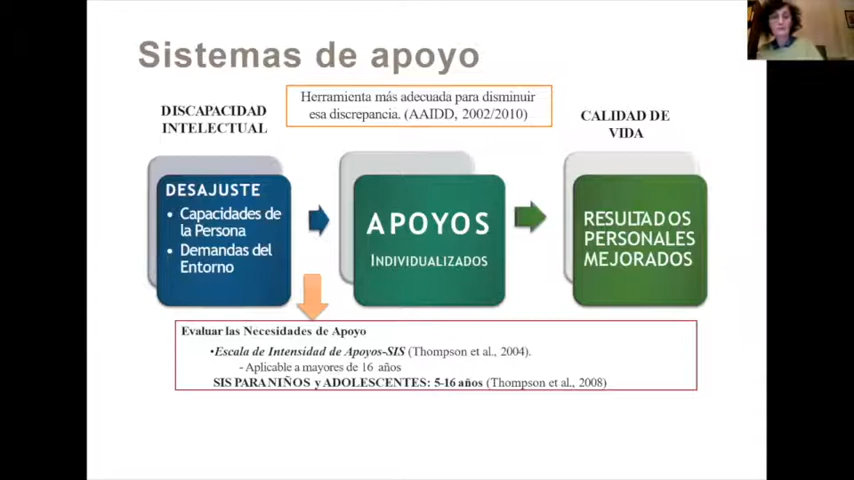 Sistemas de apoyo
Herramienta más adecuada para disminuir
esa discrepancia. (AAIDD, 2002/2010)
DISCAPACIDAD
INTELECTUAL
CALIDAD DE
VIDA
DESAJUSTE
• Capacidades de
la Persona
• Demandas del
Entorno
APOYOS
INDIVIDUALIZADOS
RESULTADOS
PERSONALES
MEJORADOS
Evaluar las Necesidades de Apoyo
•Escala de Intensidad de Apoyos-SIS (Thompson et al., 2004).
- Aplicable a mayores de 16 años
SIS PARA NIÑOS y ADOLESCENTES: 5-16 años (Thompson et al., 2008)